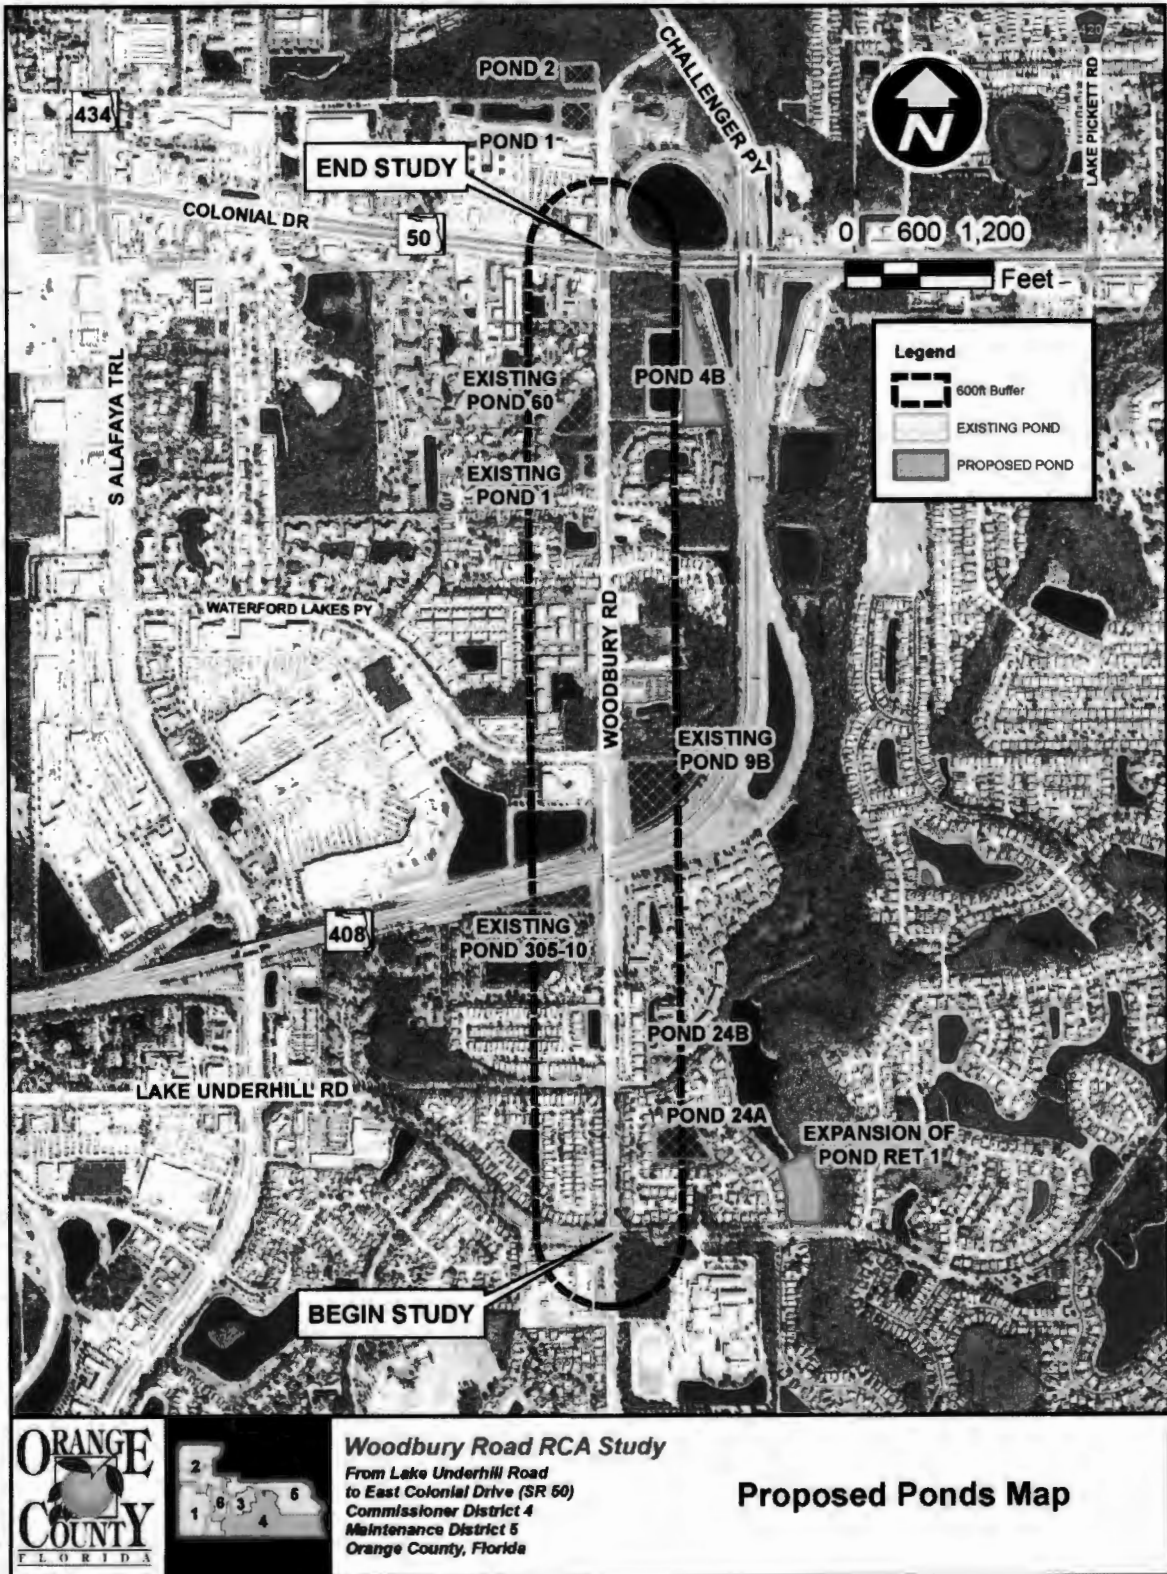 CHALLENGER PY
420
LAKE PICKETT RD
POND 2
434
POND 1
N
END STUDY
COLONIAL DR
50
0 600 1,200
Feet
S ALAFAYA TRL
Legend
600ft Buffer
EXISTING POND
PROPOSED POND
EXISTING
POND 60
POND 4B
EXISTING
POND 1
WATERFORD LAKES PY
WOODBURY RD
EXISTING
POND 9B
EXISTING
POND 305-10
408
POND 24B
LAKE UNDERHILL RD
POND 24A
EXPANSION OF
POND RET 1
BEGIN STUDY
ORANGE
COUNTY
FLORIDA
2
1
6
3
5
4
Woodbury Road RCA Study
From Lake Underhill Road
to East Colonial Drive (SR 50)
Commissioner District 4
Maintenance District 5
Orange County, Florida
Proposed Ponds Map